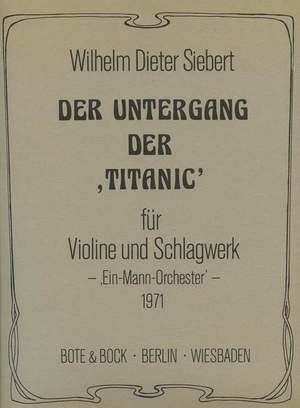 Wilhelm Dieter Siebert
DER UNTERGANG
DER
‚TITANIC’
für
Violine und Schlagwerk
– ‚Ein-Mann-Orchester’ –
1971
BOTE & BOCK · BERLIN · WIESBADEN